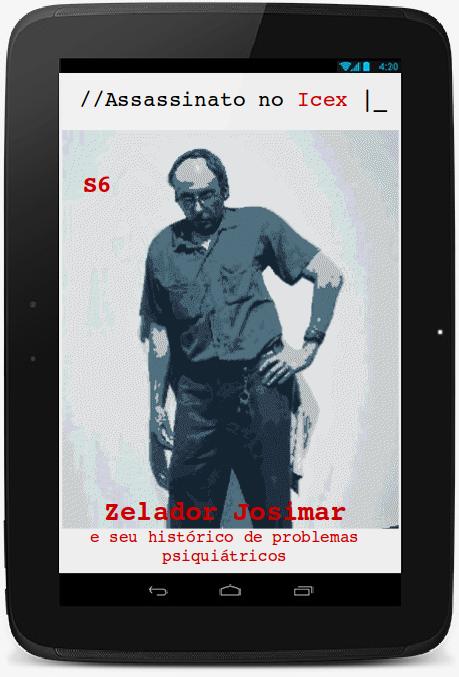 4:20
//Assassinato no Icex |_
S6
Zelador Josimar
e seu histórico de problemas
psiquiátricos